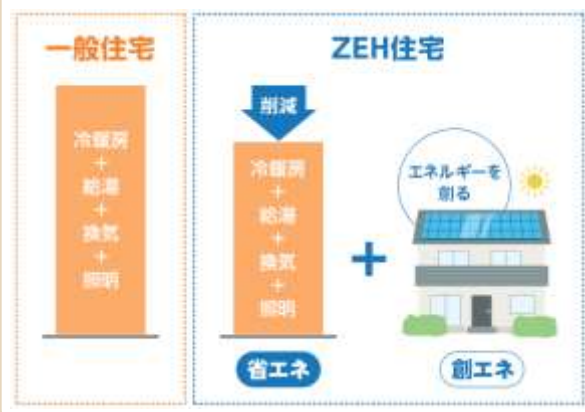 一般住宅
冷暖房
+
給湯
+
換気
+
照明
ZEH住宅
削減
冷暖房
+
給湯
+
換気
+
照明
省エネ
+
エネルギーを
創る
創エネ